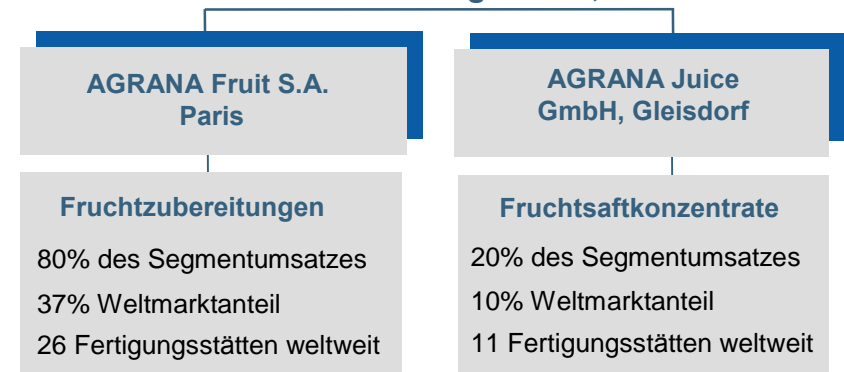 AGRANA Fruit S.A.
Paris
Fruchtzubereitungen
80% des Segmentumsatzes
37% Weltmarktanteil
26 Fertigungsstätten weltweit
AGRANA Juice
GmbH, Gleisdorf
Fruchtsaftkonzentrate
20% des Segmentumsatzes
10% Weltmarktanteil
11 Fertigungsstätten weltweit